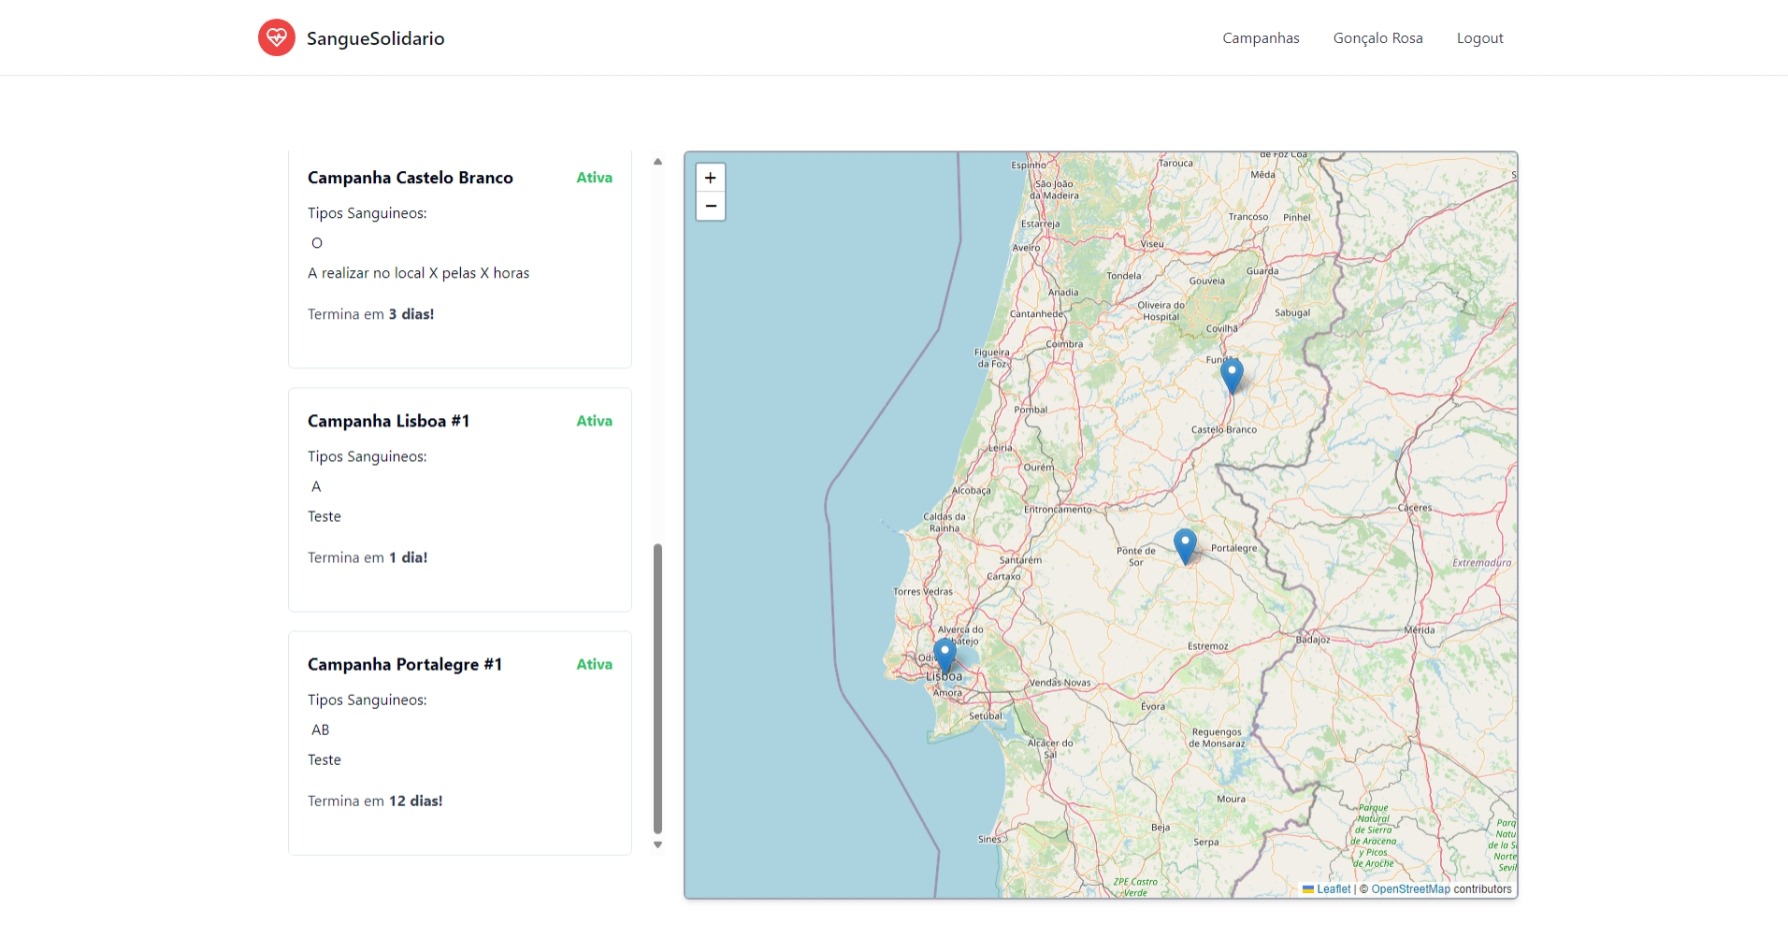 SangueSolidario
Campanhas
Gonçalo Rosa
Logout
Campanha Castelo Branco
Ativa
Tipos Sanguineos:
O
A realizar no local X pelas X horas
Termina em 3 dias!
Campanha Lisboa #1
Ativa
Tipos Sanguineos:
A
Teste
Termina em 1 dia!
Campanha Portalegre #1
Ativa
Tipos Sanguineos:
AB
Teste
Termina em 12 dias!
+
−
Espinho
Tarouca
de Foz Côa
Mêda
São João
da Madeira
Trancoso
Pinhel
Estarreja
Aveiro
Viseu
Tondela
Gouveia
Guarda
Anadia
Oliveira do
Hospital
Cantanhede
Sabugal
Covilhã
Coimbra
Figueira
da Foz
Pombal
Castelo Branco
Leiria
Ourém
Alcobaça
Entroncamento
Cáceres
Caldas da
Rainha
Ponte de
Sor
Portalegre
Santarém
Extremadura
Cartaxo
Torres Vedras
Alverca do
Mérida
Badajoz
Estremoz
Lisboa
Vendas Novas
Amora
Évora
Setúbal
Reguengos
de Monsaraz
Alcácer do
Sal
Moura
Parque
Natural
de Sierra
de Aracena
y Picos
de Aroche
Beja
Sines
Serpa
ZPE Castro
Verde
Leaflet | © OpenStreetMap contributors